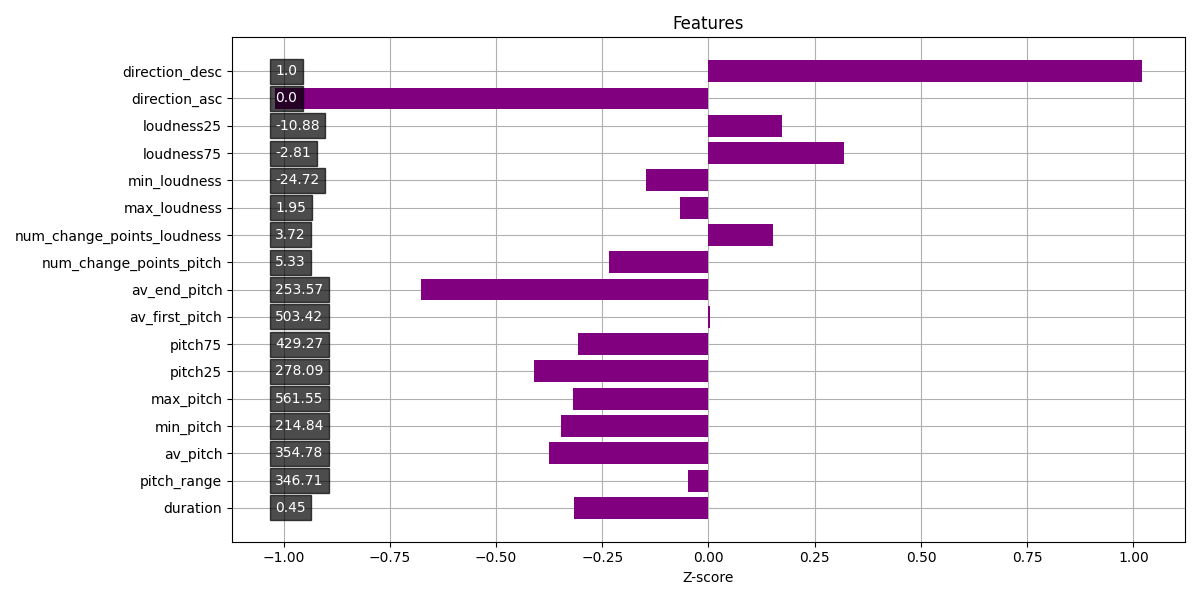 Features
direction_desc 1.0
direction_asc 0.0
loudness25 -10.88
loudness75 -2.81
min_loudness -24.72
max_loudness 1.95
num_change_points_loudness 3.72
num_change_points_pitch 5.33
av_end_pitch 253.57
av_first_pitch 503.42
pitch75 429.27
pitch25 278.09
max_pitch 561.55
min_pitch 214.84
av_pitch 354.78
pitch_range 346.71
duration 0.45
−1.00 −0.75 −0.50 −0.25 0.00 0.25 0.50 0.75 1.00
Z-score